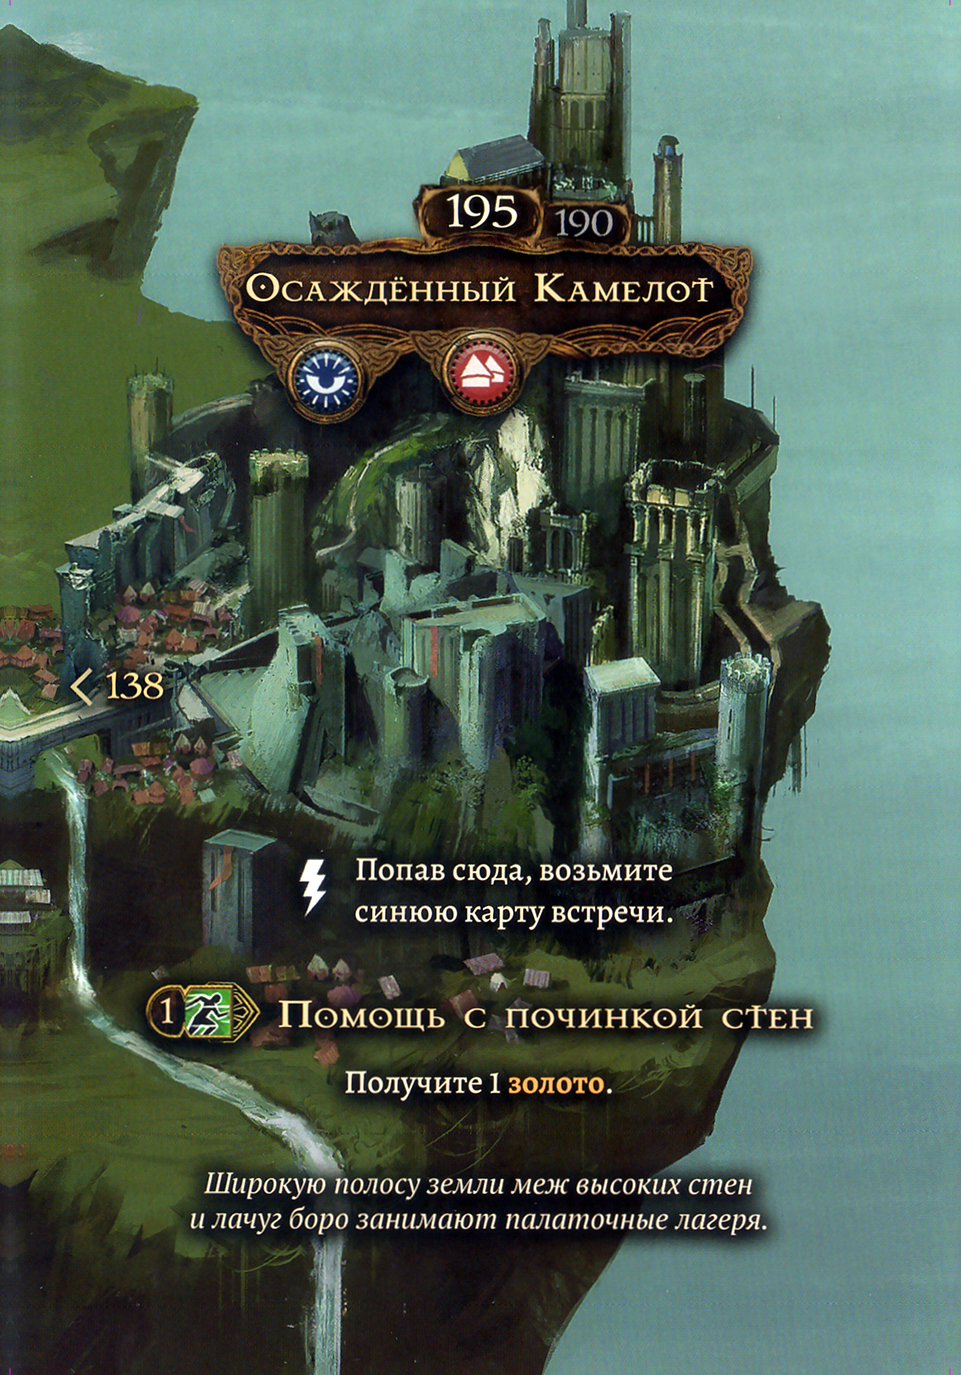 195 190
Осаждённый Камелот
< 138
Попав сюда, возьмите
синюю карту встречи.
1 Помощь с починкой стен
Получите 1 золото.
Широкую полосу земли меж высоких стен
и лачуг боро занимают палаточные лагеря.